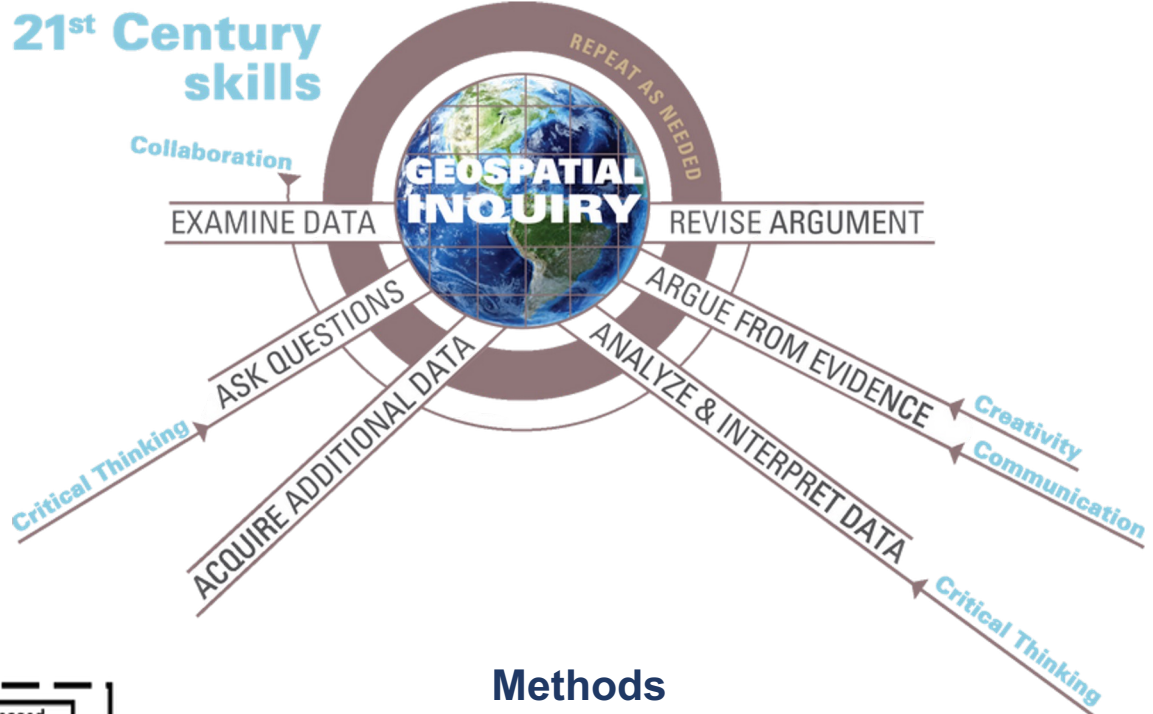 21st Century
skills
REPEAT AS NEEDED
Collaboration
GEOSPATIAL
INQUIRY
EXAMINE DATA
REVISE ARGUMENT
ASK QUESTIONS
ARGUE FROM EVIDENCE
ACQUIRE ADDITIONAL DATA
ANALYZE & INTERPRET DATA
Critical Thinking
Creativity
Communication
Critical Thinking
Methods